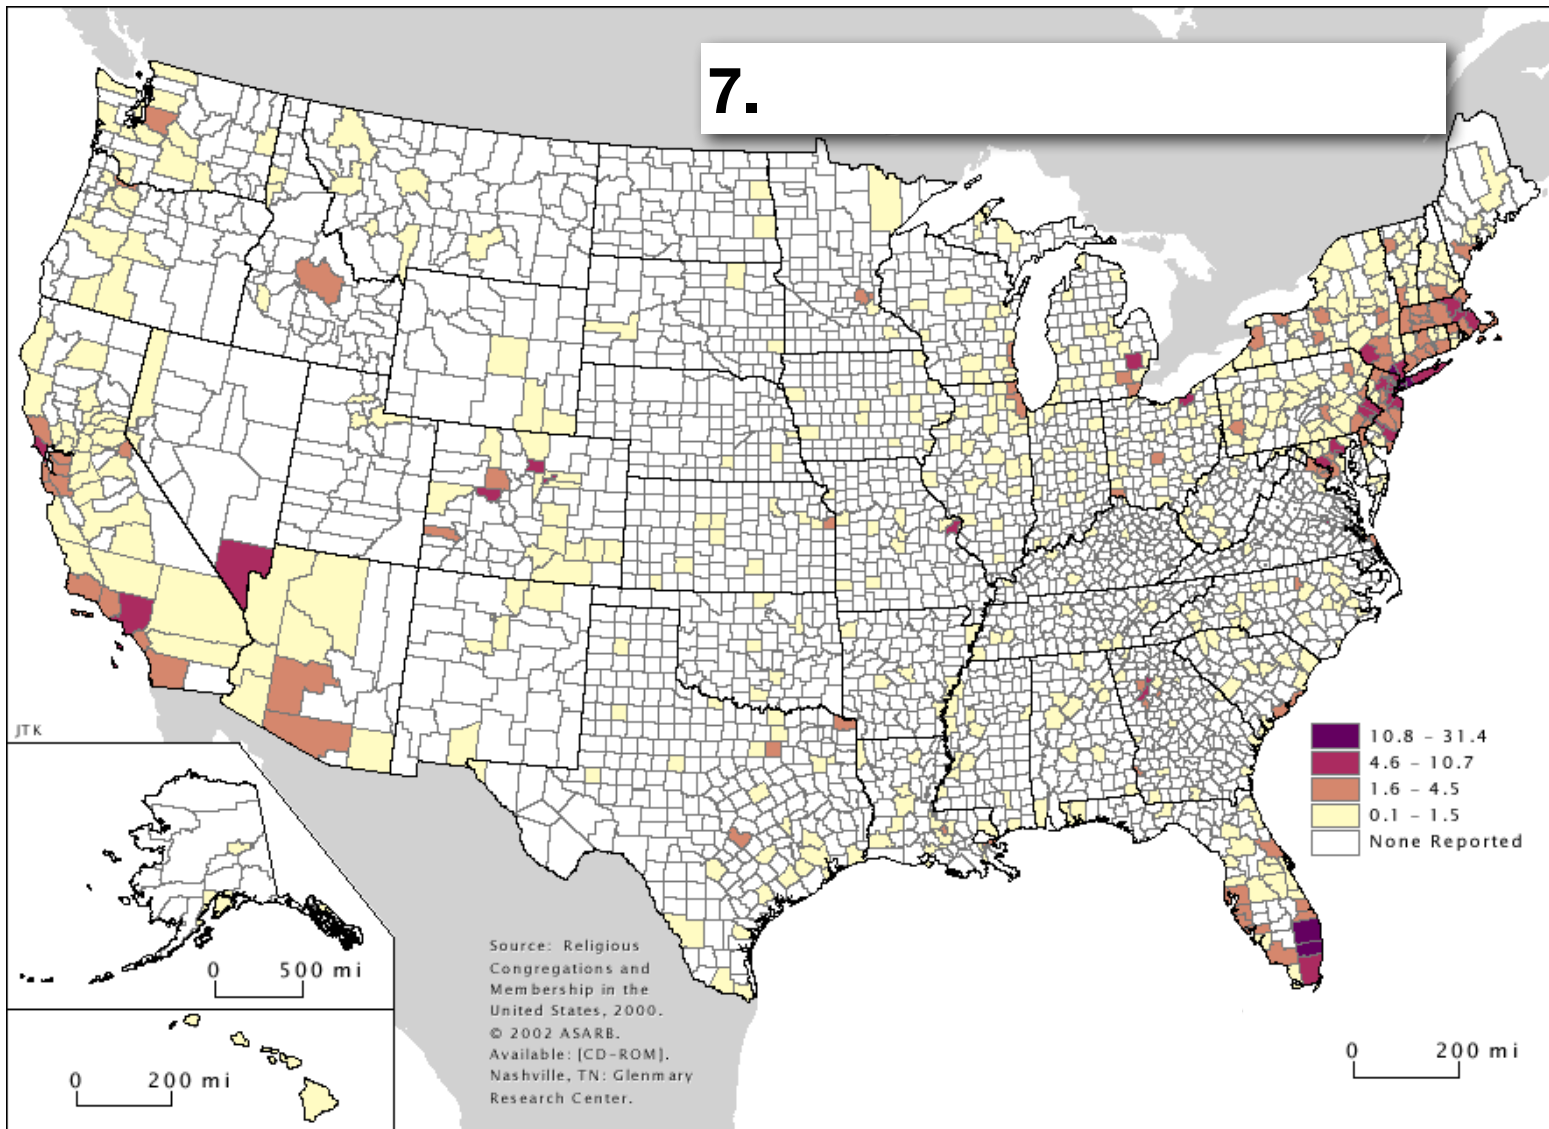 7.
JTK
10.8 – 31.4
4.6 – 10.7
1.6 – 4.5
0.1 – 1.5
None Reported
0 500 mi
0 200 mi
Source: Religious
Congregations and
Membership in the
United States, 2000.
© 2002 ASARB.
Available: [CD-ROM].
Nashville, TN: Glenmary
Research Center.
0 200 mi